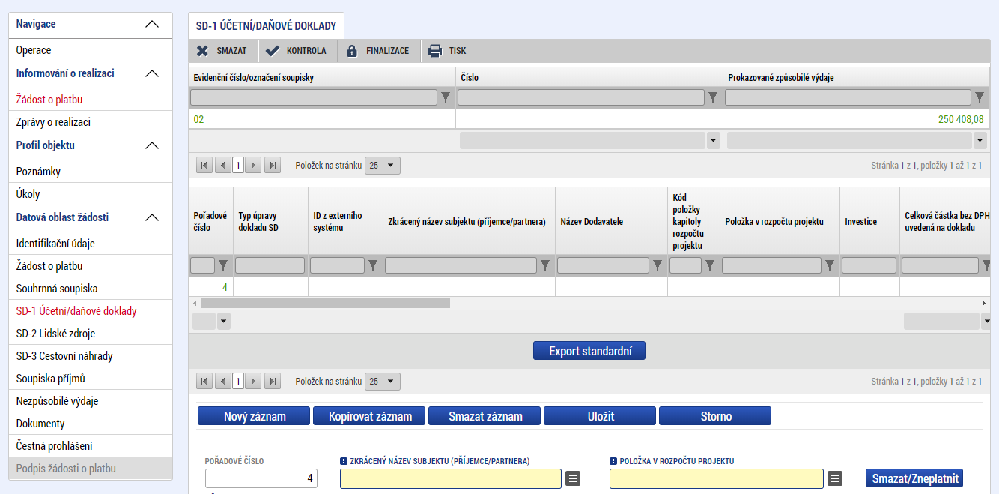 Navigace
Operace
Informování o realizaci
Žádost o platbu
Zprávy o realizaci
Profil objektu
Poznámky
Úkoly
Datová oblast žádosti
Identifikační údaje
Žádost o platbu
Souhrnná soupiska
SD-1 Účetní/daňové doklady
SD-2 Lidské zdroje
SD-3 Cestovní náhrady
Soupiska příjmů
Nezpůsobilé výdaje
Dokumenty
Čestná prohlášení
Podpis žádosti o platbu
SD-1 ÚČETNÍ/DAŇOVÉ DOKLADY
SMAZAT KONTROLA FINALIZACE TISK
Evidenční číslo/označení soupisky Číslo Prokazované způsobilé výdaje
02 250 408,08
1 Položek na stránku 25 Stránka 1 z 1, položky 1 až 1 z 1
Pořadové číslo Typ úpravy dokladu SD ID z externího systému Zkrácený název subjektu (příjemce/partnera) Název Dodavatele Kód položky kapitoly rozpočtu projektu Položka v rozpočtu projektu Investice Celková částka bez DPH uvedená na dokladu
4
Export standardní
1 Položek na stránku 25 Stránka 1 z 1, položky 1 až 1 z 1
Nový záznam Kopírovat záznam Smazat záznam Uložit Storno
POŘADOVÉ ČÍSLO ZKRÁCENÝ NÁZEV SUBJEKTU (PŘÍJEMCE/PARTNERA) POLOŽKA V ROZPOČTU PROJEKTU
4 Smazat/Zneplatnit